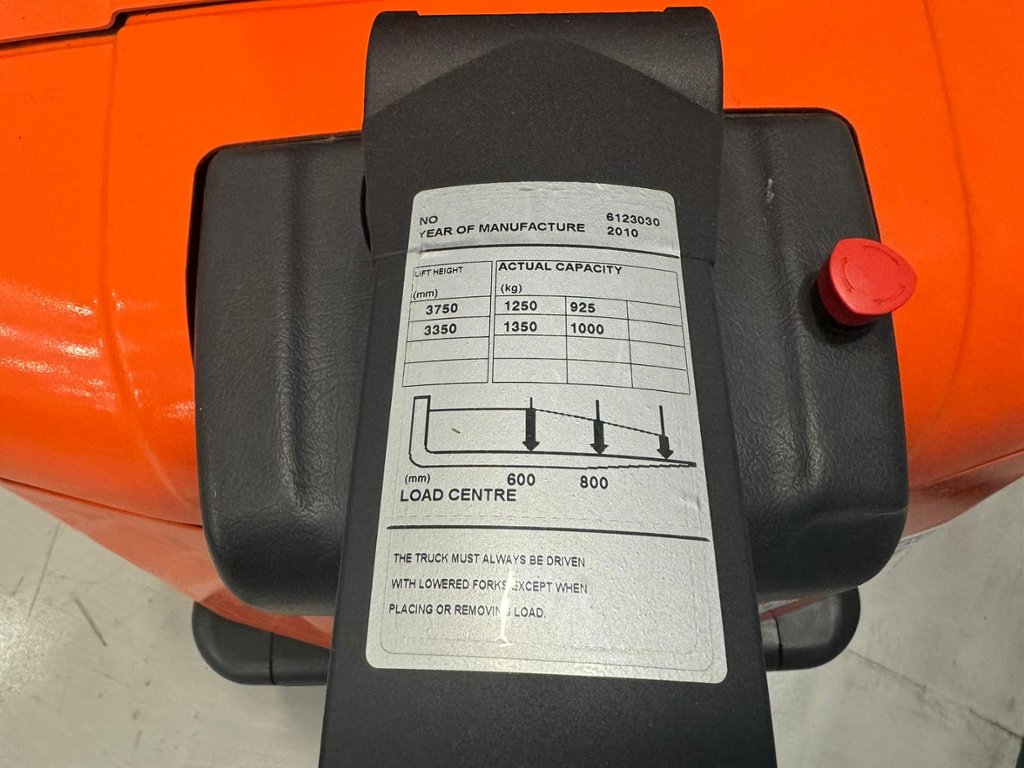 NO 6123030
YEAR OF MANUFACTURE 2010
LIFT HEIGHT ACTUAL CAPACITY
(mm) (kg)
3750 1250 925
3350 1350 1000
(mm) 600 800
LOAD CENTRE
THE TRUCK MUST ALWAYS BE DRIVEN
WITH LOWERED FORKS EXCEPT WHEN
PLACING OR REMOVING LOAD.